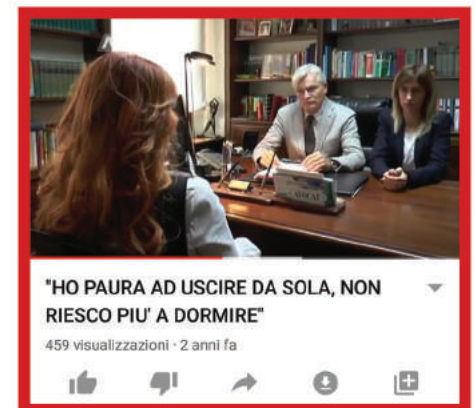 "HO PAURA AD USCIRE DA SOLA, NON
RIESCO PIU' A DORMIRE"
459 visualizzazioni · 2 anni fa